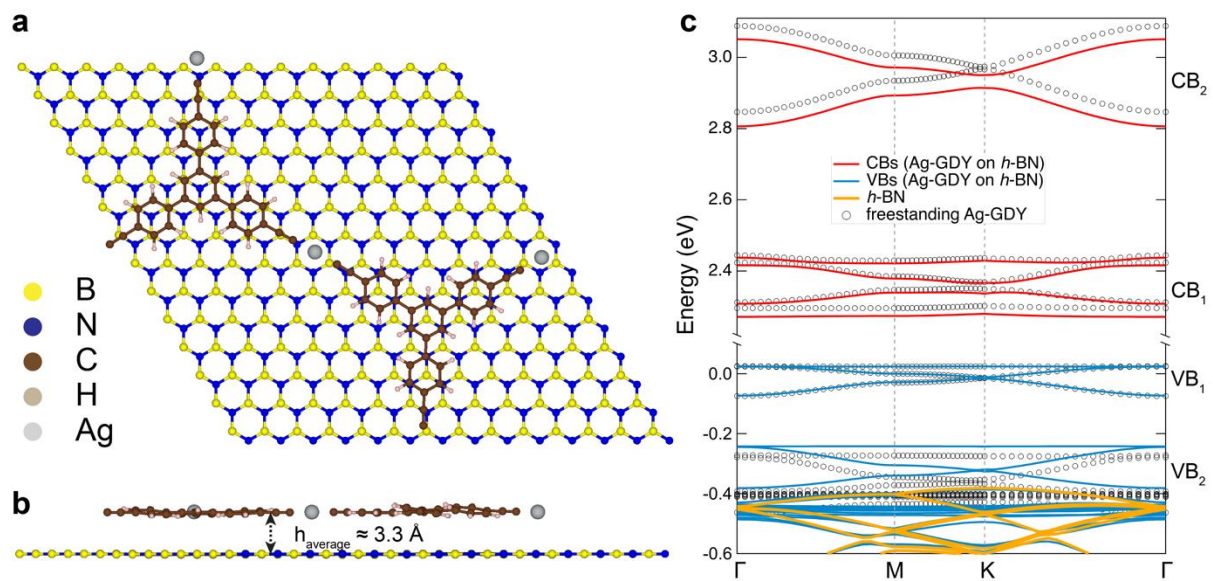 a
B
N
C
H
Ag
b
h_average ≈ 3.3 Å
c
Energy (eV)
3.0
2.8
2.6
2.4
0.0
-0.2
-0.4
-0.6
CBs (Ag-GDY on h-BN)
VBs (Ag-GDY on h-BN)
h-BN
freestanding Ag-GDY
CB₂
CB₁
VB₁
VB₂
Γ M K Γ